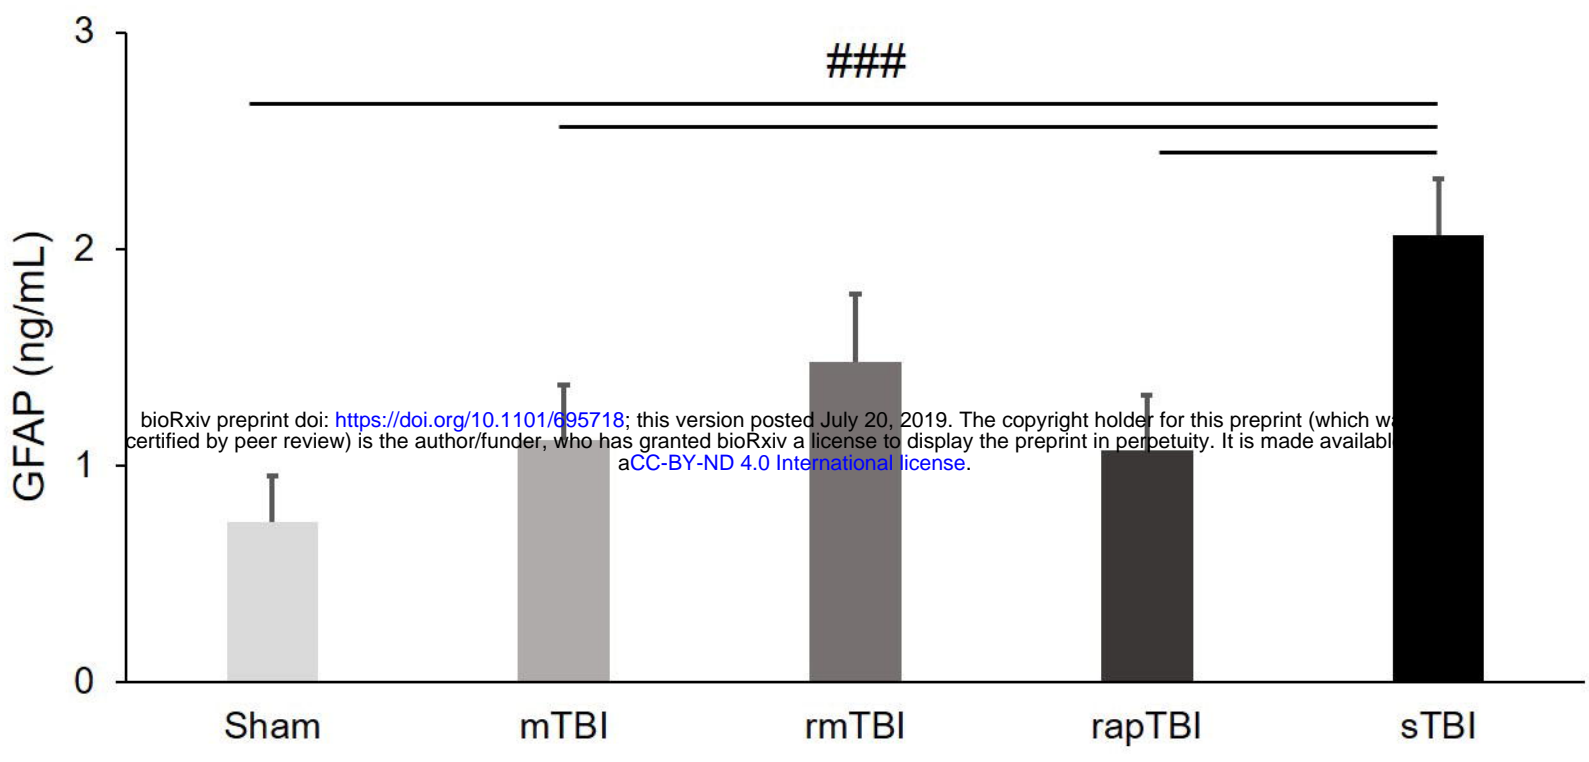 3
###
2
GFAP (ng/mL)
bioRxiv preprint doi: https://doi.org/10.1101/695718; this version posted July 20, 2019. The copyright holder for this preprint (which wa
certified by peer review) is the author/funder, who has granted bioRxiv a license to display the preprint in perpetuity. It is made availabl
aCC-BY-ND 4.0 International license.
1
0
Sham mTBI rmTBI rapTBI sTBI